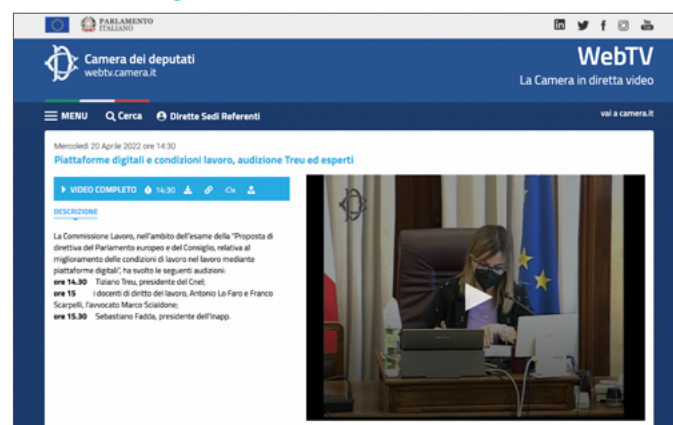 PARLAMENTO
ITALIANO
Camera dei deputati
webtv.camera.it
WebTV
La Camera in diretta video
MENU Cerca Dirette Sedi Referenti
vai a camera.it
Mercoledì 20 Aprile 2022 ore 14:30
Piattaforme digitali e condizioni lavoro, audizione Treu ed esperti
VIDEO COMPLETO 14:30
DESCRIZIONE
La Commissione Lavoro, nell'ambito dell'esame della "Proposta di
direttiva del Parlamento europeo e del Consiglio, relativa al
miglioramento delle condizioni di lavoro nel lavoro mediante
piattaforme digitali", ha svolto le seguenti audizioni:
ore 14.30 Tiziano Treu, presidente del Cnel;
ore 15 i docenti di diritto del lavoro, Antonio Lo Faro e Franco
Scarpelli, l'avvocato Marco Scialdone;
ore 15.30 Sebastiano Fadda, presidente dell'Inapp.